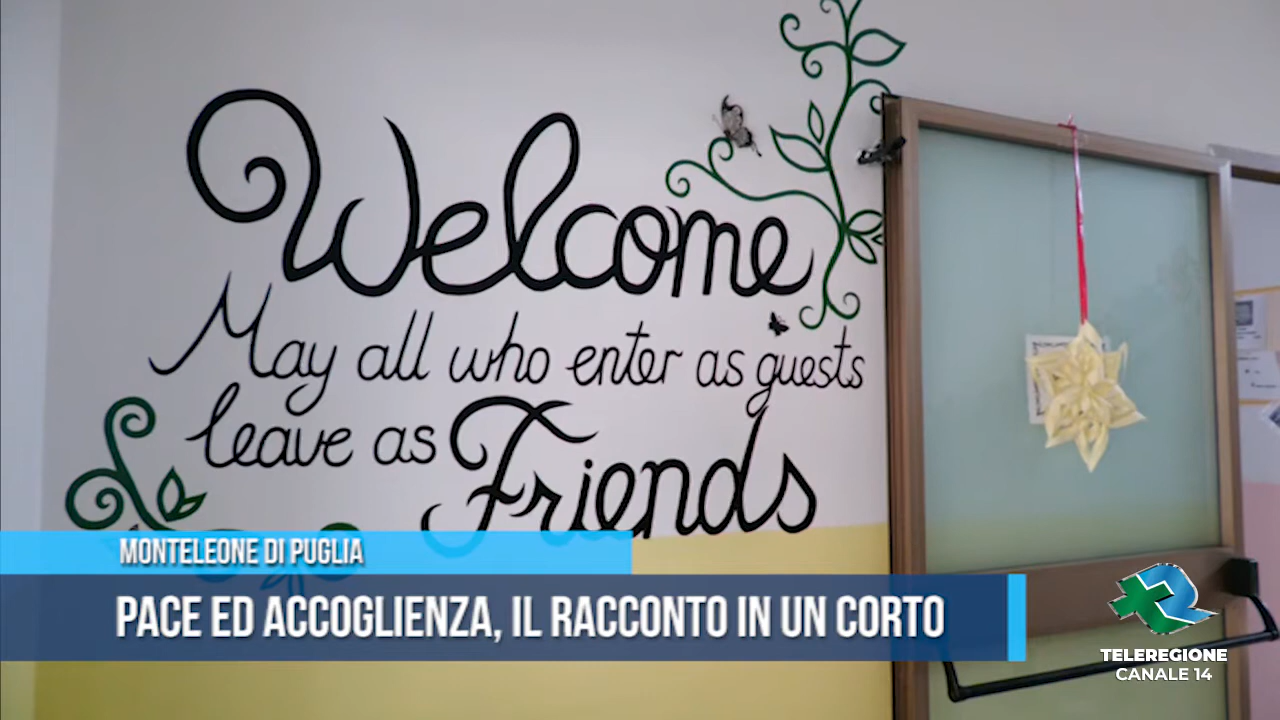 Welcome
May all who enter as guests
leave as Friends
MONTELEONE DI PUGLIA
PACE ED ACCOGLIENZA, IL RACCONTO IN UN CORTO
TELEREGIONE
CANALE 14